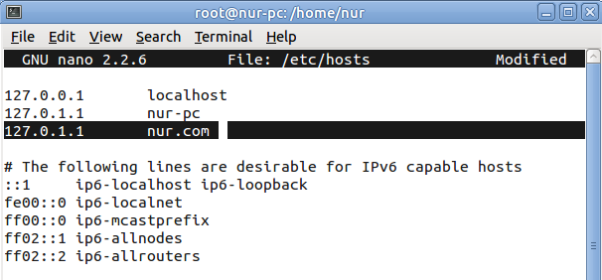 root@nur-pc: /home/nur
File Edit View Search Terminal Help
GNU nano 2.2.6 File: /etc/hosts Modified
127.0.0.1 localhost
127.0.1.1 nur-pc
127.0.1.1 nur.com
# The following lines are desirable for IPv6 capable hosts
::1 ip6-localhost ip6-loopback
fe00::0 ip6-localnet
ff00::0 ip6-mcastprefix
ff02::1 ip6-allnodes
ff02::2 ip6-allrouters